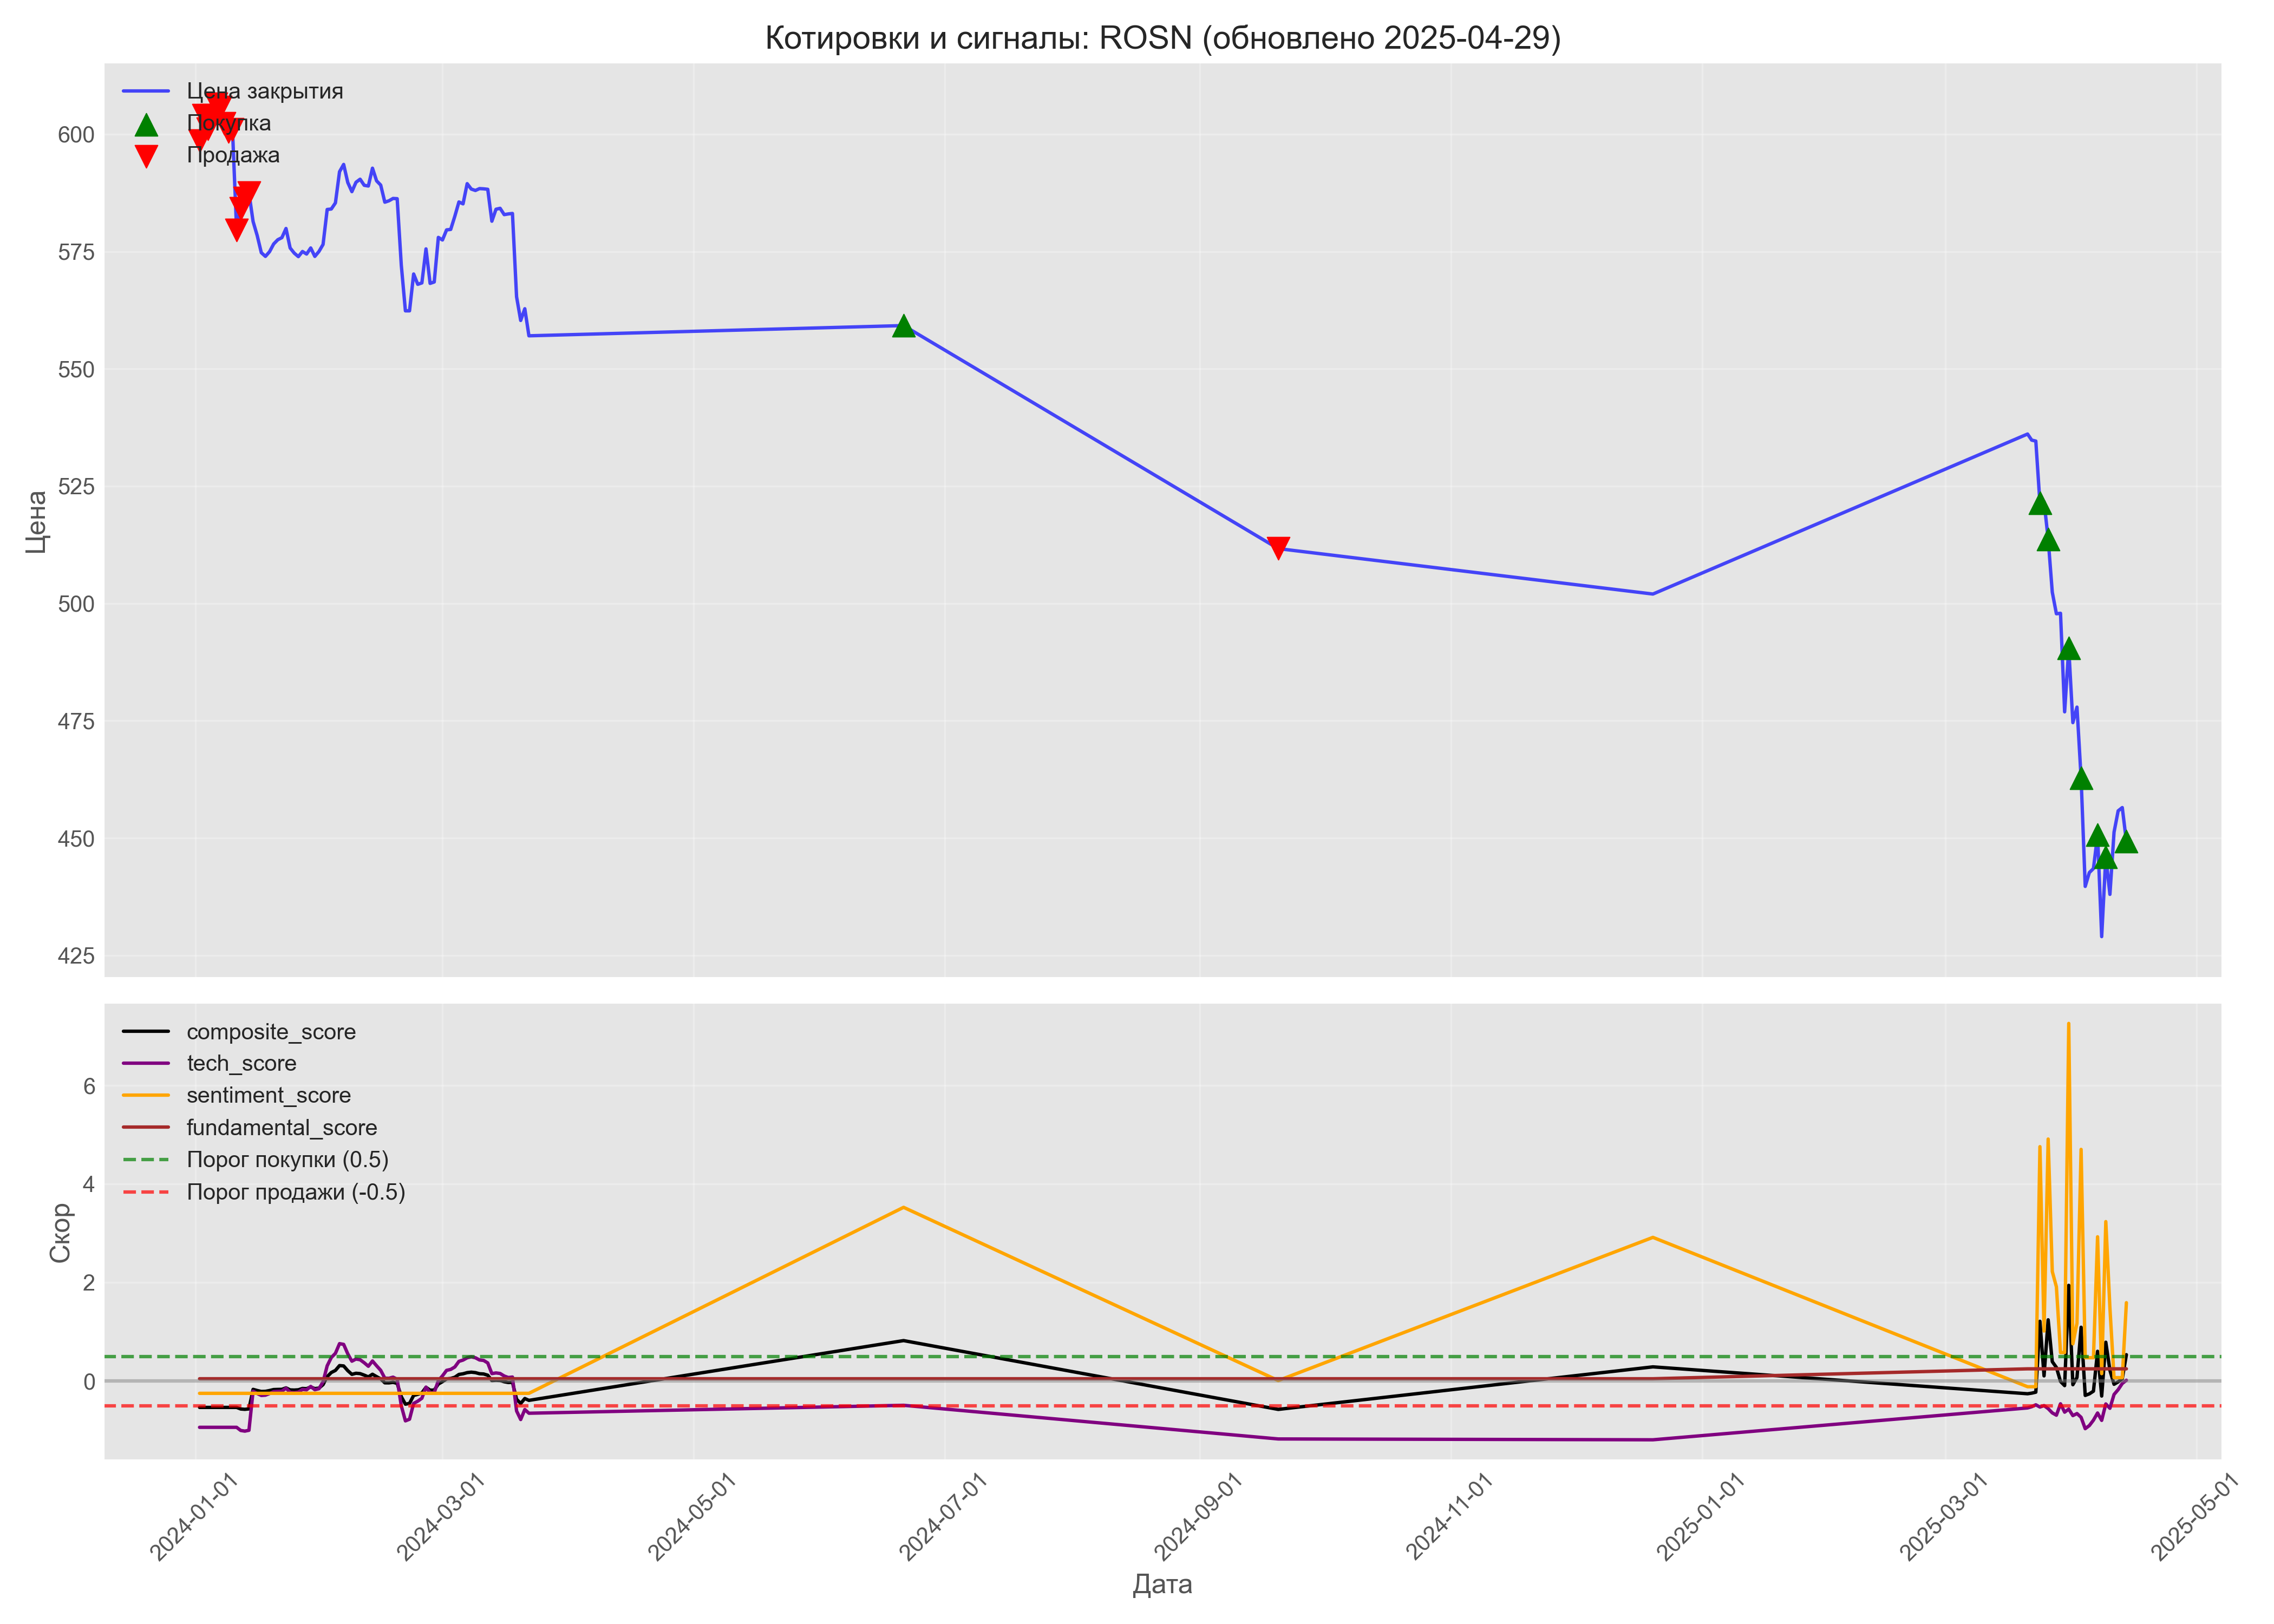 Котировки и сигналы: ROSN (обновлено 2025-04-29)
Цена закрытия
Покупка
Продажа
600
575
550
525
500
475
450
425
Цена
composite_score
tech_score
sentiment_score
fundamental_score
Порог покупки (0.5)
Порог продажи (-0.5)
6
4
2
0
Скор
2024-01-01
2024-03-01
2024-05-01
2024-07-01
2024-09-01
2024-11-01
2025-01-01
2025-03-01
2025-05-01
Дата